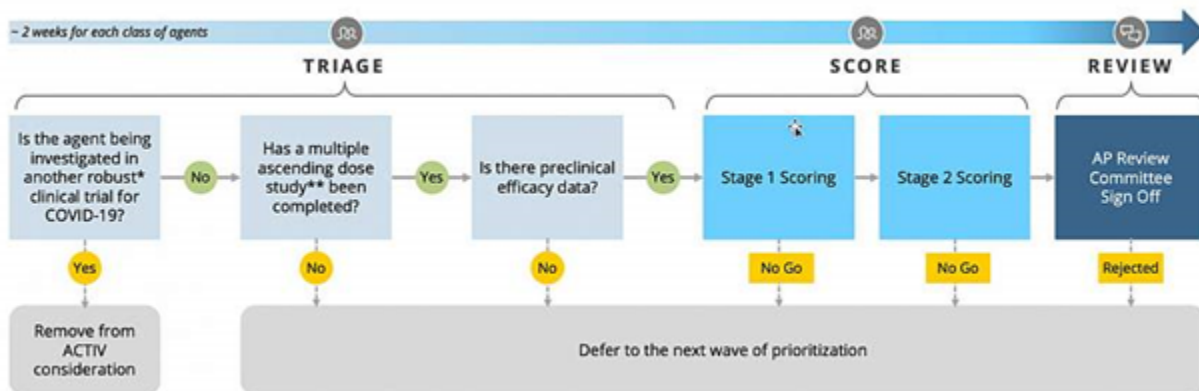 ~ 2 weeks for each class of agents
TRIAGE
SCORE
REVIEW
Is the agent being
investigated in
another robust*
clinical trial for
COVID-19?
No
Has a multiple
ascending dose
study** been
completed?
Yes
Is there preclinical
efficacy data?
Yes
Stage 1 Scoring
Stage 2 Scoring
AP Review
Committee
Sign Off
Yes
No
No
No Go
No Go
Rejected
Remove from
ACTIV
consideration
Defer to the next wave of prioritization